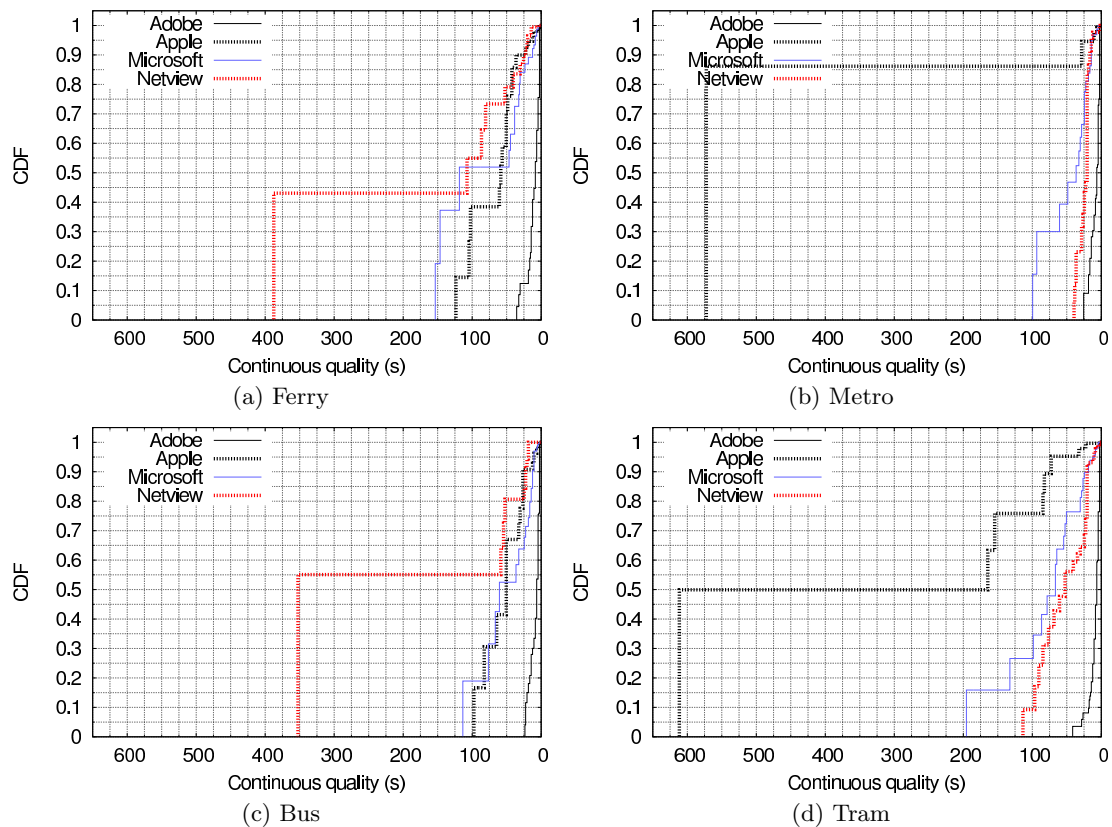 1
0.9
0.8
0.7
0.6
0.5
0.4
0.3
0.2
0.1
0
CDF
Adobe
Apple
Microsoft
Netview
600 500 400 300 200 100 0
Continuous quality (s)
(a) Ferry
1
0.9
0.8
0.7
0.6
0.5
0.4
0.3
0.2
0.1
0
CDF
Adobe
Apple
Microsoft
Netview
600 500 400 300 200 100 0
Continuous quality (s)
(b) Metro
1
0.9
0.8
0.7
0.6
0.5
0.4
0.3
0.2
0.1
0
CDF
Adobe
Apple
Microsoft
Netview
600 500 400 300 200 100 0
Continuous quality (s)
(c) Bus
1
0.9
0.8
0.7
0.6
0.5
0.4
0.3
0.2
0.1
0
CDF
Adobe
Apple
Microsoft
Netview
600 500 400 300 200 100 0
Continuous quality (s)
(d) Tram